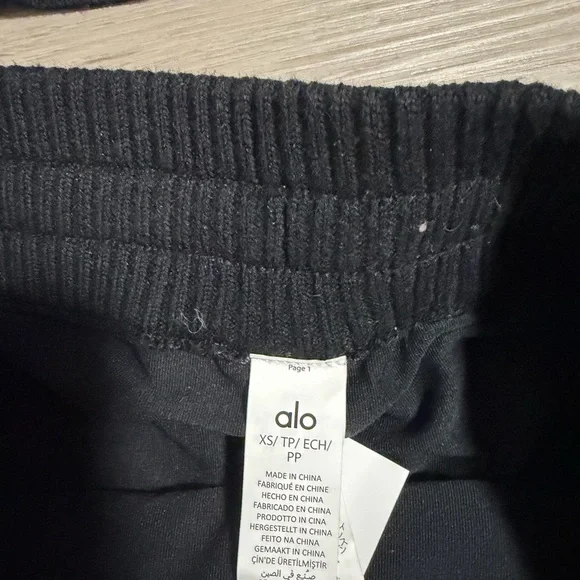 Page 1
alo
XS/ TP/ ECH/
PP
MADE IN CHINA
FABRIQUÉ EN CHINE
HECHO EN CHINA
FABRICADO EN CHINA
PRODOTTO IN CINA
HERGESTELLT IN CHINA
FEITO NA CHINA
GEMAAKT IN CHINA
ÇİN'DE ÜRETİLMİŞTİR
صنع في الصين